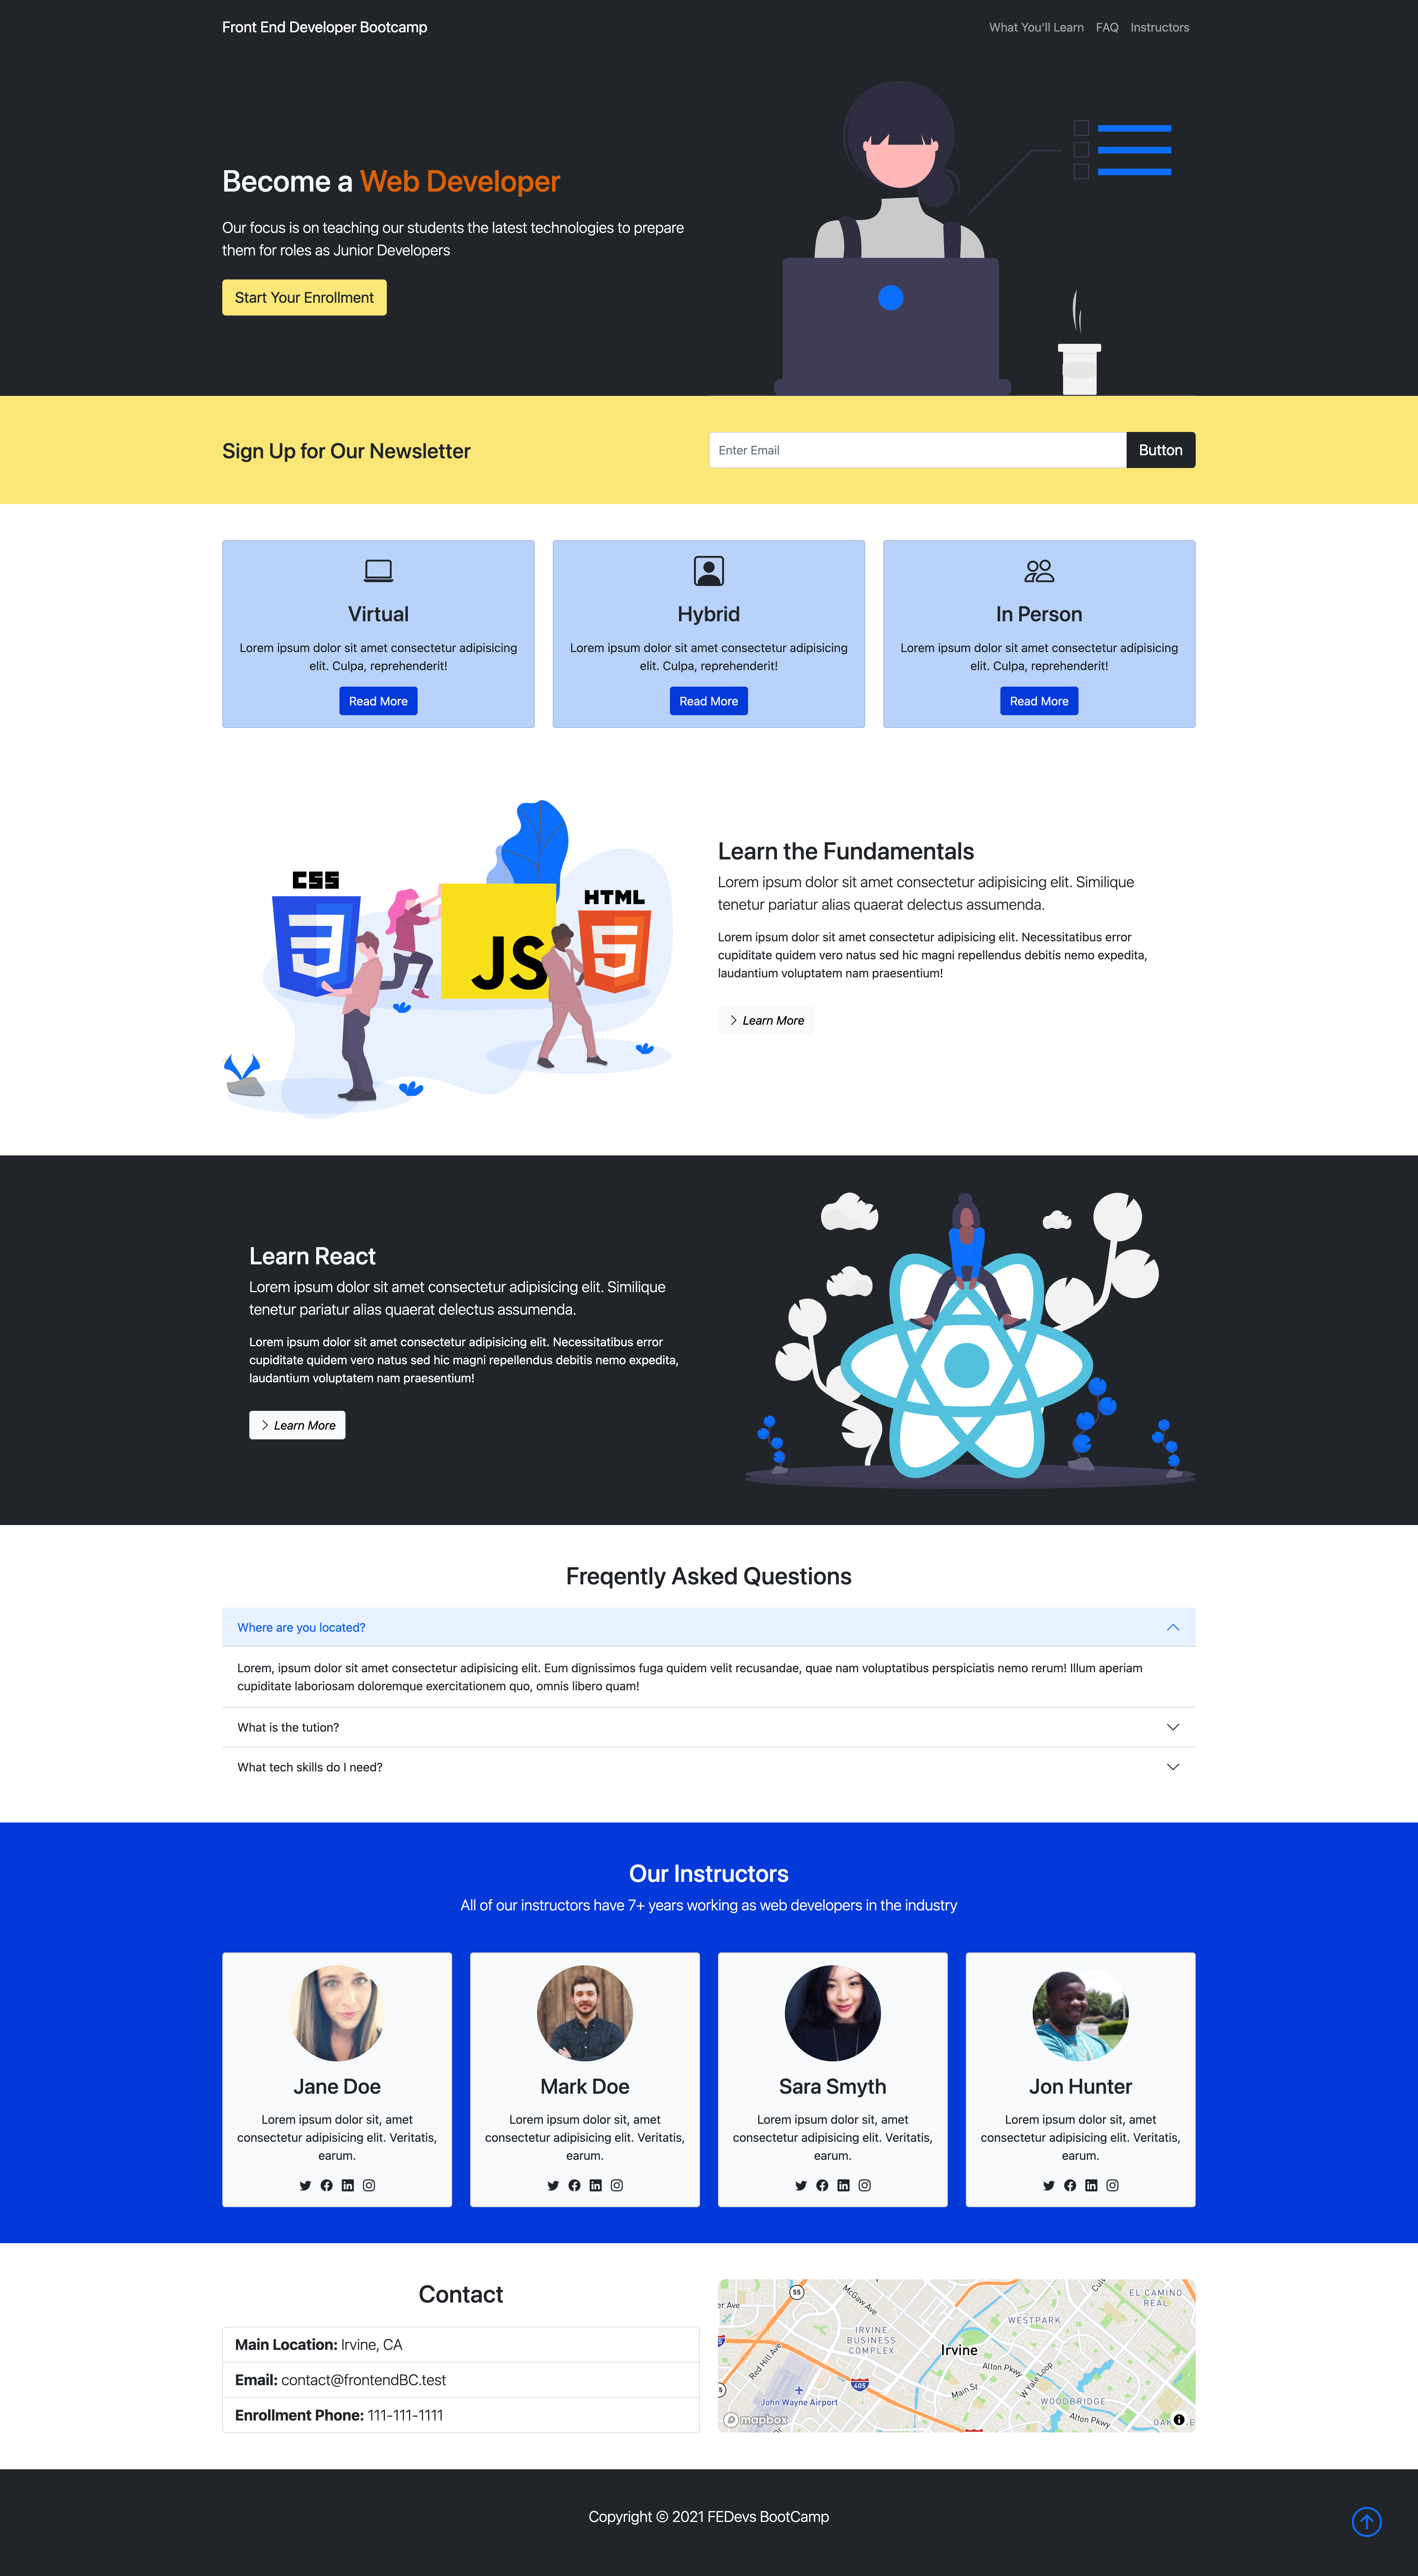 Front End Developer Bootcamp
What You'll Learn FAQ Instructors
Become a Web Developer
Our focus is on teaching our students the latest technologies to prepare
them for roles as Junior Developers
Start Your Enrollment
Sign Up for Our Newsletter
Enter Email
Button
Virtual
Lorem ipsum dolor sit amet consectetur adipisicing
elit. Culpa, reprehenderit!
Read More
Hybrid
Lorem ipsum dolor sit amet consectetur adipisicing
elit. Culpa, reprehenderit!
Read More
In Person
Lorem ipsum dolor sit amet consectetur adipisicing
elit. Culpa, reprehenderit!
Read More
CSS
3
JS
HTML
5
Learn the Fundamentals
Lorem ipsum dolor sit amet consectetur adipisicing elit. Similique
tenetur pariatur alias quaerat delectus assumenda.
Lorem ipsum dolor sit amet consectetur adipisicing elit. Necessitatibus error
cupiditate quidem vero natus sed hic magni repellendus debitis nemo expedita,
laudantium voluptatem nam praesentium!
Learn More
Learn React
Lorem ipsum dolor sit amet consectetur adipisicing elit. Similique
tenetur pariatur alias quaerat delectus assumenda.
Lorem ipsum dolor sit amet consectetur adipisicing elit. Necessitatibus error
cupiditate quidem vero natus sed hic magni repellendus debitis nemo expedita,
laudantium voluptatem nam praesentium!
Learn More
Freqently Asked Questions
Where are you located?
Lorem, ipsum dolor sit amet consectetur adipisicing elit. Eum dignissimos fuga quidem velit recusandae, quae nam voluptatibus perspiciatis nemo rerum! Illum aperiam
cupiditate laboriosam doloremque exercitationem quo, omnis libero quam!
What is the tution?
What tech skills do I need?
Our Instructors
All of our instructors have 7+ years working as web developers in the industry
Jane Doe
Lorem ipsum dolor sit, amet
consectetur adipisicing elit. Veritatis,
earum.
Mark Doe
Lorem ipsum dolor sit, amet
consectetur adipisicing elit. Veritatis,
earum.
Sara Smyth
Lorem ipsum dolor sit, amet
consectetur adipisicing elit. Veritatis,
earum.
Jon Hunter
Lorem ipsum dolor sit, amet
consectetur adipisicing elit. Veritatis,
earum.
Contact
Main Location: Irvine, CA
Email: contact@frontendBC.test
Enrollment Phone: 111-111-1111
55
McGaw Ave
EL CAMINO
REAL
er Ave
WESTPARK
IRVINE
BUSINESS
COMPLEX
Irvine
Red Hill Ave
Alton Pkwy
W Yale Loop
405
5
Main St
John Wayne Airport
WOODBRIDGE
Alton Pkwy
mapbox
Copyright © 2021 FEDevs BootCamp